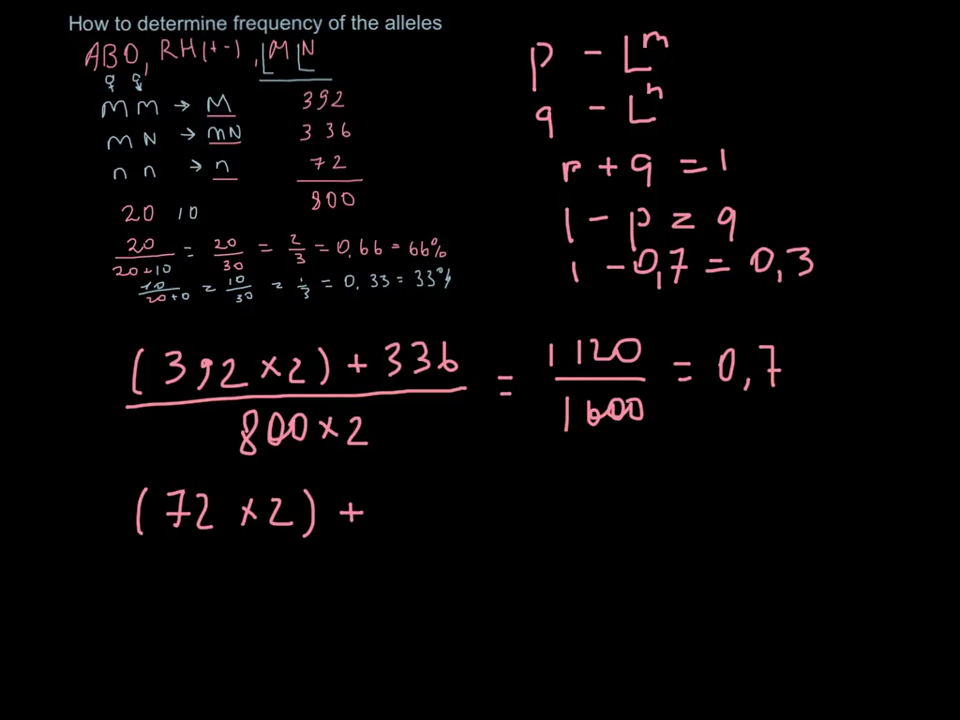 How to determine frequency of the alleles
ABO, RH(+-), LM LN
♀ ♂
MM → M 392
MN → MN 336
nn → n 72
800
20 10
20/20+10 = 20/30 = 2/3 = 0,66 = 66%
10/20+0 = 10/30 = 1/3 = 0,33 = 33%
p - Lm
q - Ln
p + q = 1
1 - p = q
1 - 0,7 = 0,3
(392 × 2) + 336 / 800 × 2 = 1120 / 1600 = 0,7
(72 × 2) +